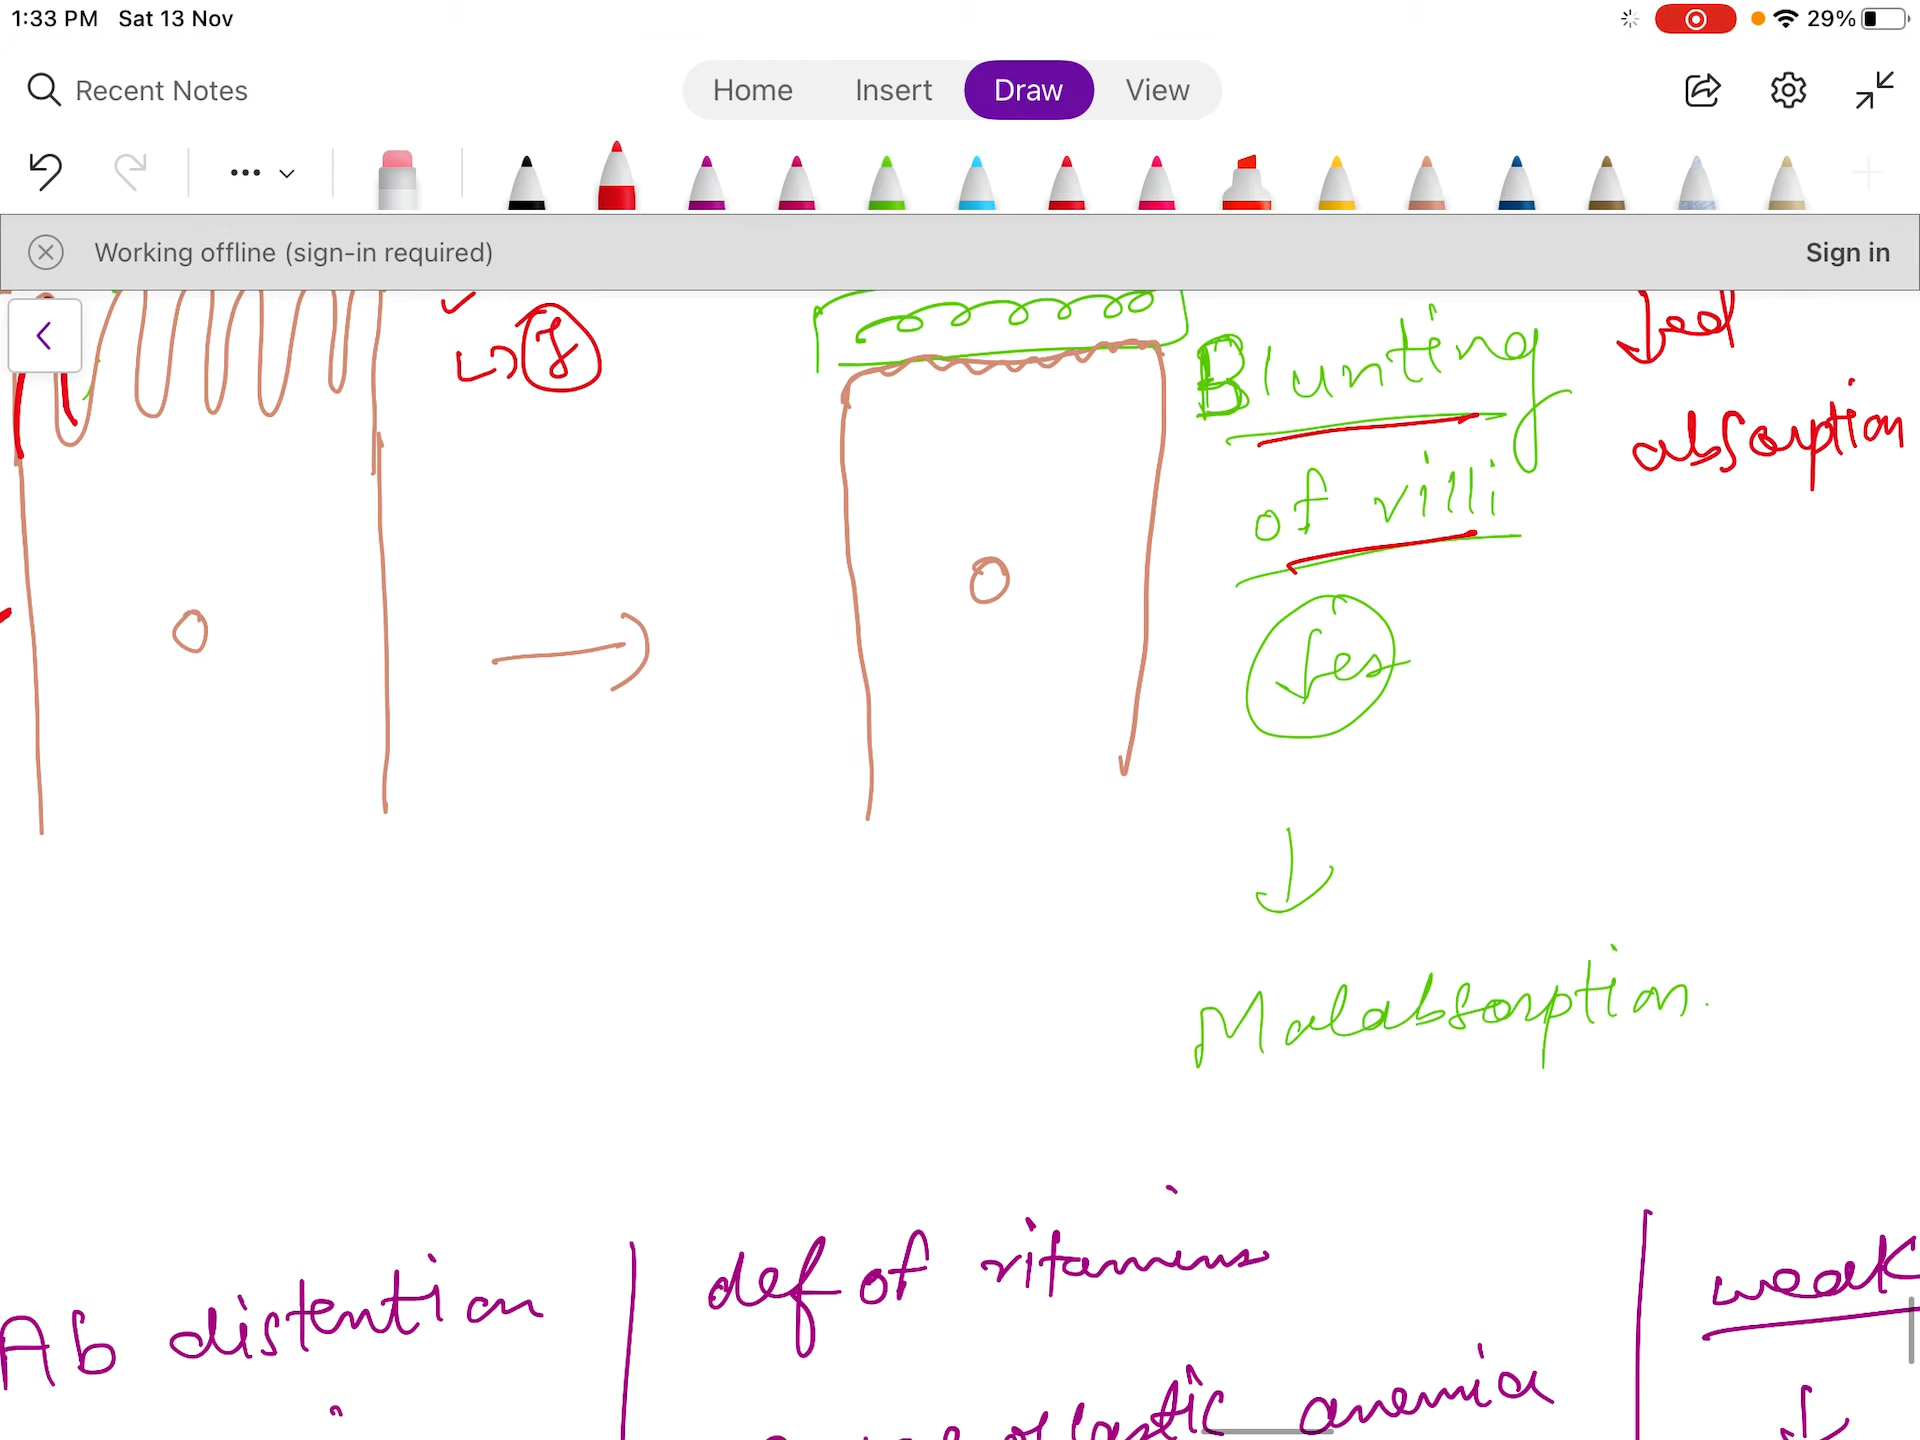 1:33 PM Sat 13 Nov
29%
Recent Notes
Home Insert Draw View
Working offline (sign-in required)
Sign in
Blunting
of villi
↓ed
absorption
↓
Malabsorption.
Ab distention
def of vitamins
anemia
weak